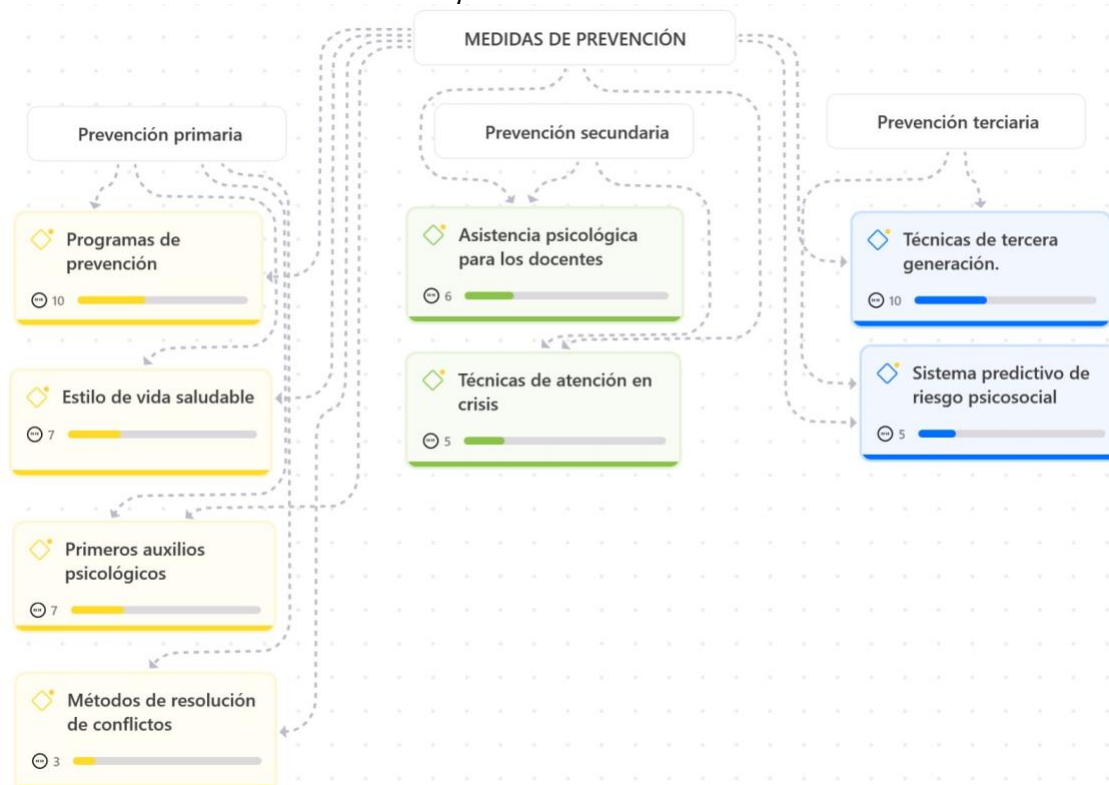 MEDIDAS DE PREVENCIÓN
Prevención primaria
Prevención secundaria
Prevención terciaria
Programas de
prevención
10
Asistencia psicológica
para los docentes
6
Técnicas de tercera
generación.
10
Estilo de vida saludable
7
Técnicas de atención en
crisis
5
Sistema predictivo de
riesgo psicosocial
5
Primeros auxilios
psicológicos
7
Métodos de resolución
de conflictos
3